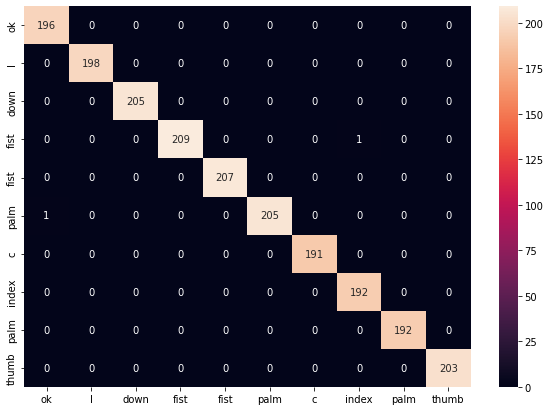 ok 196 0 0 0 0 0 0 0 0 0
l 0 198 0 0 0 0 0 0 0 0
down 0 0 205 0 0 0 0 0 0 0
fist 0 0 0 209 0 0 0 1 0 0
fist 0 0 0 0 207 0 0 0 0 0
palm 1 0 0 0 0 205 0 0 0 0
c 0 0 0 0 0 0 191 0 0 0
index 0 0 0 0 0 0 0 192 0 0
palm 0 0 0 0 0 0 0 0 192 0
thumb 0 0 0 0 0 0 0 0 0 203
ok l down fist fist palm c index palm thumb
200
175
150
125
100
75
50
25
0